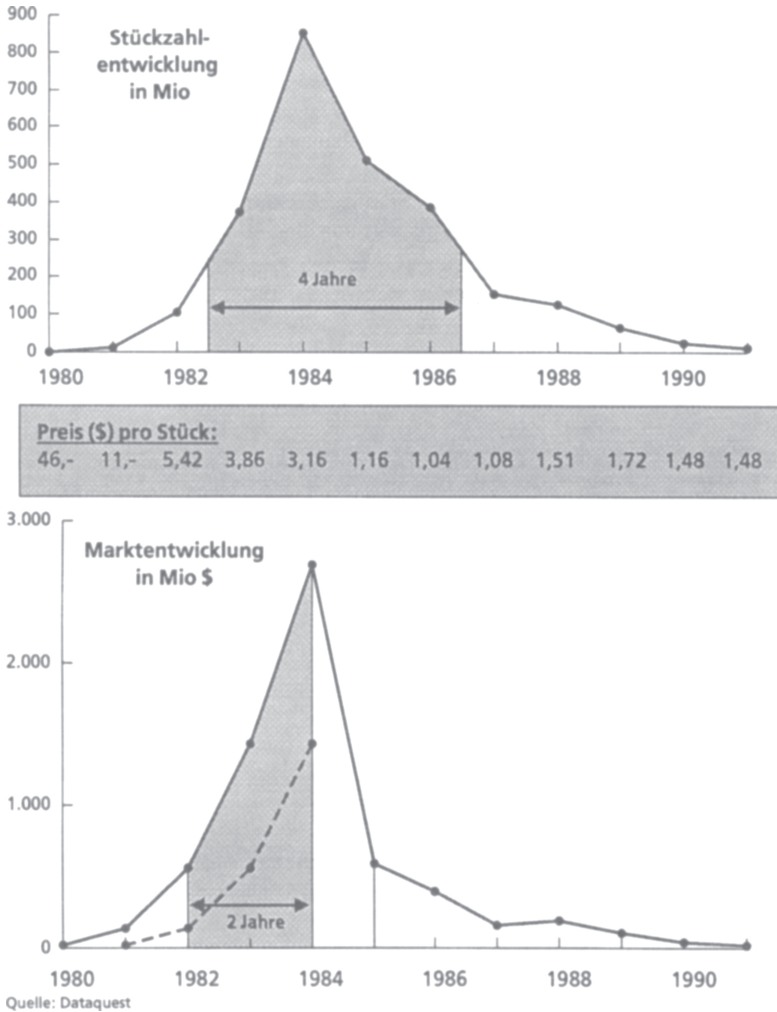 900
800
700
600
500
400
300
200
100
0
Stückzahl-
entwicklung
in Mio
4 Jahre
1980 1982 1984 1986 1988 1990
Preis ($) pro Stück:
46,- 11,- 5,42 3,86 3,16 1,16 1,04 1,08 1,51 1,72 1,48 1,48
3.000
2.000
1.000
0
Marktentwicklung
in Mio $
2 Jahre
1980 1982 1984 1986 1988 1990
Quelle: Dataquest